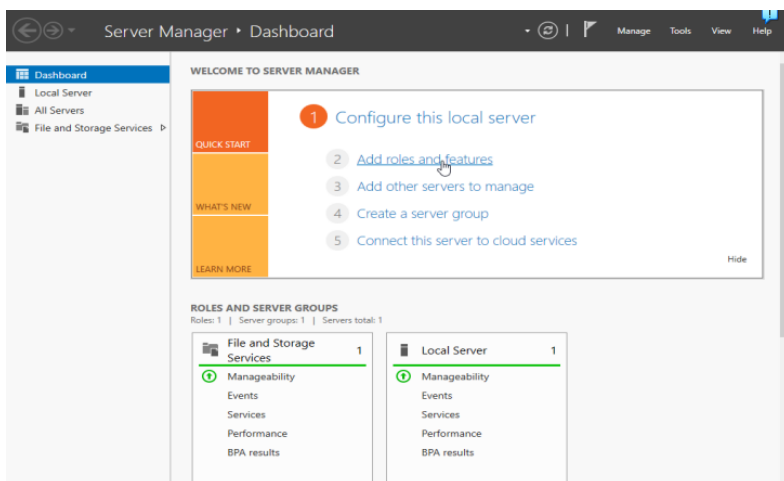 Server Manager ‣ Dashboard
Manage Tools View Help
Dashboard
Local Server
All Servers
File and Storage Services
WELCOME TO SERVER MANAGER
QUICK START
WHAT'S NEW
LEARN MORE
1 Configure this local server
2 Add roles and features
3 Add other servers to manage
4 Create a server group
5 Connect this server to cloud services
Hide
ROLES AND SERVER GROUPS
Roles: 1 | Server groups: 1 | Servers total: 1
File and Storage
Services 1
Manageability
Events
Services
Performance
BPA results
Local Server 1
Manageability
Events
Services
Performance
BPA results